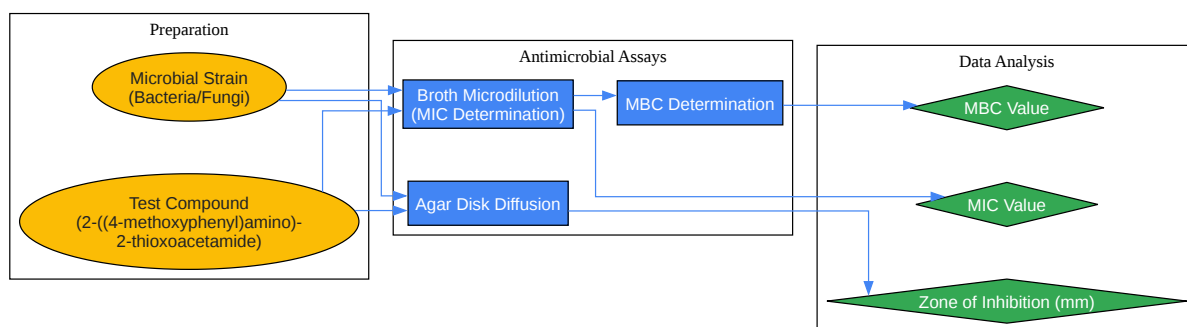 Preparation
Microbial Strain
(Bacteria/Fungi)
Test Compound
(2-((4-methoxyphenyl)amino)-
2-thioxoacetamide)
Antimicrobial Assays
Broth Microdilution
(MIC Determination)
MBC Determination
Agar Disk Diffusion
Data Analysis
MBC Value
MIC Value
Zone of Inhibition (mm)